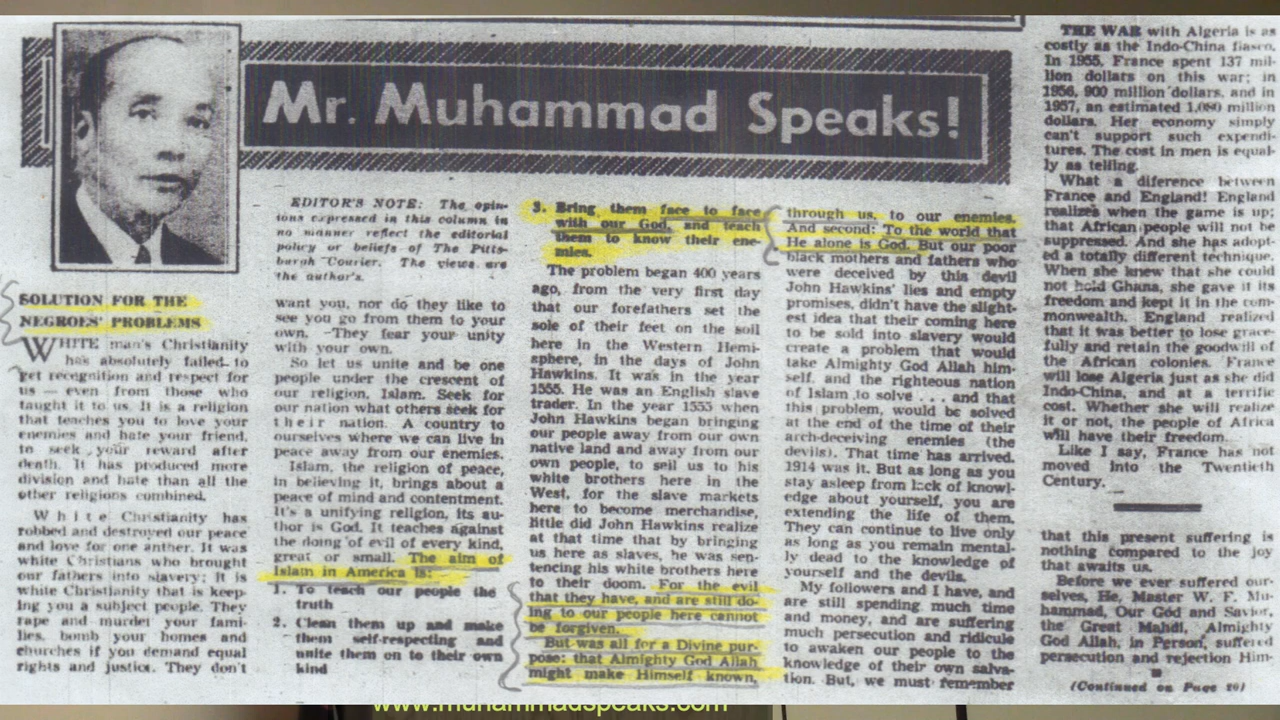 Mr. Muhammad Speaks!
SOLUTION FOR THE
NEGROES' PROBLEMS
WHITE man's Christianity
has absolutely failed to
get recognition and respect for
us — even from those who
taught it to us. It is a religion
that teaches you to love your
enemies and hate your friend,
to seek your reward after
death. It has produced more
division and hate than all the
other religions combined.
White Christianity has
robbed and destroyed our peace
and love for one anther. It was
white Christians who brought
our fathers into slavery; it is
white Christianity that is keep-
ing you a subject people. They
rape and murder your fam-
lies, bomb your homes and
churches if you demand equal
rights and justice. They don't
EDITOR'S NOTE: The opin-
ions expressed in this column in
no manner reflect the editorial
policy or beliefs of The Pitts-
burgh Courier. The views are
the author's.
want you, nor do they like to
see you go from them to your
own. They fear your unity
with your own.
So let us unite and be one
people under the crescent of
our religion, Islam. Seek for
our nation what others seek for
their nation. A country to
ourselves where we can live in
peace away from our enemies.
Islam, the religion of peace,
in believing it, brings about a
peace of mind and contentment.
It's a unifying religion, its au-
thor is God. It teaches against
the doing of evil of every kind,
great or small. The aim of
Islam in America is:
1. To teach our people the
truth
2. Clean them up and make
them self-respecting and
unite them on to their own
kind
3. Bring them face to face
with our God, and teach
them to know their ene-
mies.
The problem began 400 years
ago, from the very first day
that our forefathers set the
sole of their feet on the soil
here in the Western Hemi-
sphere, in the days of John
Hawkins. It was in the year
1555. He was an English slave
trader. In the year 1555 when
John Hawkins began bringing
our people away from our own
native land and away from our
own people, to sell us to his
white brothers here in the
West, for the slave markets
here to become merchandise,
little did John Hawkins realize
at that time that by bringing
us here as slaves, he was sen-
tencing his white brothers here
to their doom. For the evil
that they have, and are still do-
ing to our people here cannot
be forgiven.
But was all for a Divine pur-
pose: that Almighty God Allah
might make Himself known,
through us, to our enemies.
And second: To the world that
He alone is God. But our poor
black mothers and fathers who
were deceived by this devil
John Hawkins' lies and empty
promises, didn't have the slight-
est idea that their coming here
to be sold into slavery would
create a problem that would
take Almighty God Allah him-
self, and the righteous nation
of Islam to solve . . . and that
this problem, would be solved
at the end of the time of their
arch-deceiving enemies (the
devils). That time has arrived.
1914 was it. But as long as you
stay asleep from lack of knowl-
edge about yourself, you are
extending the life of them.
They can continue to live only
as long as you remain mental-
ly dead to the knowledge of
yourself and the devils.
My followers and I have, and
are still spending much time
and money, and are suffering
much persecution and ridicule
to awaken our people to the
knowledge of their own salva-
tion. But, we must remember
THE WAR with Algeria is as
costly as the Indo-China fiasco.
In 1955, France spent 137 mil-
lion dollars on this war; in
1956, 900 million dollars, and in
1957, an estimated 1,080 million
dollars. Her economy simply
can't support such expendi-
tures. The cost in men is equal-
ly as telling.
What a diference between
France and England! England
realizes when the game is up;
that African people will not be
suppressed. And she has adopt-
ed a totally different technique.
When she knew that she could
not hold Ghana, she gave it its
freedom and kept it in the com-
monwealth. England realized
that it was better to lose grace-
fully and retain the goodwill of
the African colonies. France
will lose Algeria just as she did
Indo-China, and at a terrific
cost. Whether she will realize
it or not, the people of Africa
will have their freedom.
Like I say, France has not
moved into the Twentieth
Century.
that this present suffering is
nothing compared to the joy
that awaits us.
Before we ever suffered our-
selves, He, Master W. F. Mu-
hammad, Our God and Savior,
the Great Mahdi, Almighty
God Allah, in Person, suffered
persecution and rejection Him-
(Continued on Page 20)
www.muhammadspeaks.com